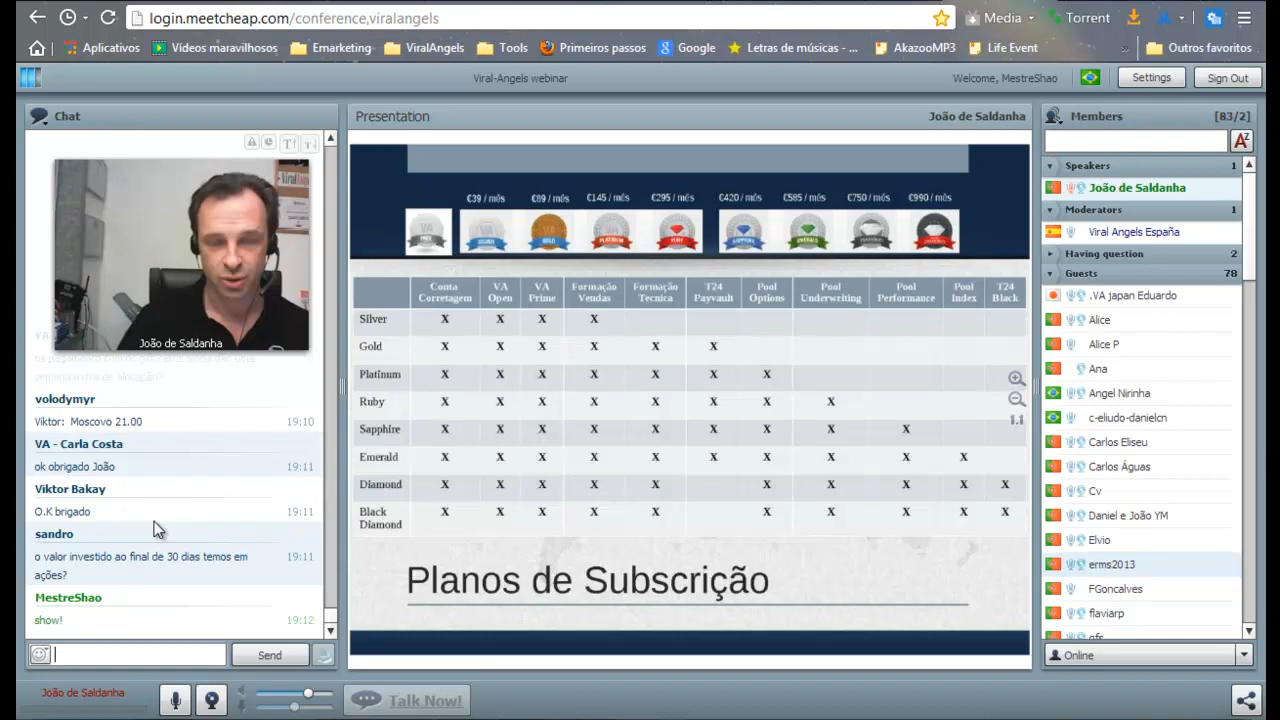 login.meetcheap.com/conference,viralangels
Media
Torrent
Aplicativos
Vídeos maravilhosos
Emarketing
ViralAngels
Tools
Primeiros passos
Google
Letras de músicas - ...
AkazooMP3
Life Event
»
Outros favoritos
Viral-Angels webinar
Welcome, MestreShao
Settings
Sign Out
Chat
João de Saldanha
volodymyr
Viktor: Moscovo 21.00 19:10
VA - Carla Costa
ok obrigado João 19:11
Viktor Bakay
O.K brigado 19:11
sandro
o valor investido ao final de 30 dias temos em 19:11
ações?
MestreShao
show! 19:12
Send
João de Saldanha
Talk Now!
Presentation
João de Saldanha
€39 / mês €89 / mês €145 / mês €295 / mês €420 / mês €585 / mês €750 / mês €990 / mês
Conta Corretagem
VA Open
VA Prime
Formação Vendas
Formação Tecnica
T24 Payvault
Pool Options
Pool Underwriting
Pool Performance
Pool Index
T24 Black
Silver X X X X
Gold X X X X X X
Platinum X X X X X X X
Ruby X X X X X X X X
Sapphire X X X X X X X X X
Emerald X X X X X X X X X X
Diamond X X X X X X X X X X
Black Diamond X X X X X X X X X X
1:1
Planos de Subscrição
Members [83/2]
Speakers 1
João de Saldanha
Moderators 1
Viral Angels España
Having question 2
Guests 78
.VA japan Eduardo
Alice
Alice P
Ana
Angel Nirinha
c-eliudo-danielcn
Carlos Eliseu
Carlos Águas
Cv
Daniel e João YM
Elvio
erms2013
FGoncalves
flaviarp
Online